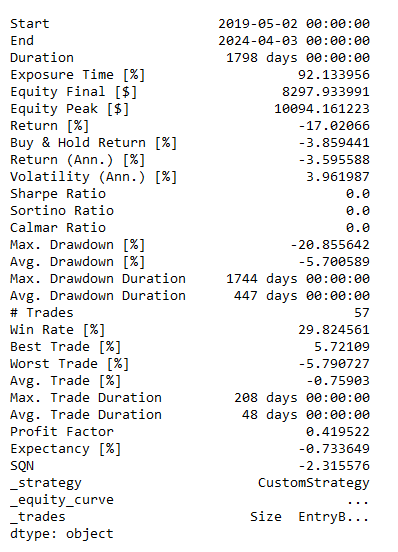 Start 2019-05-02 00:00:00
End 2024-04-03 00:00:00
Duration 1798 days 00:00:00
Exposure Time [%] 92.133956
Equity Final [$] 8297.933991
Equity Peak [$] 10094.161223
Return [%] -17.02066
Buy & Hold Return [%] -3.859441
Return (Ann.) [%] -3.595588
Volatility (Ann.) [%] 3.961987
Sharpe Ratio 0.0
Sortino Ratio 0.0
Calmar Ratio 0.0
Max. Drawdown [%] -20.855642
Avg. Drawdown [%] -5.700589
Max. Drawdown Duration 1744 days 00:00:00
Avg. Drawdown Duration 447 days 00:00:00
# Trades 57
Win Rate [%] 29.824561
Best Trade [%] 5.72109
Worst Trade [%] -5.790727
Avg. Trade [%] -0.75903
Max. Trade Duration 208 days 00:00:00
Avg. Trade Duration 48 days 00:00:00
Profit Factor 0.419522
Expectancy [%] -0.733649
SQN -2.315576
_strategy CustomStrategy
_equity_curve ...
_trades Size EntryB...
dtype: object